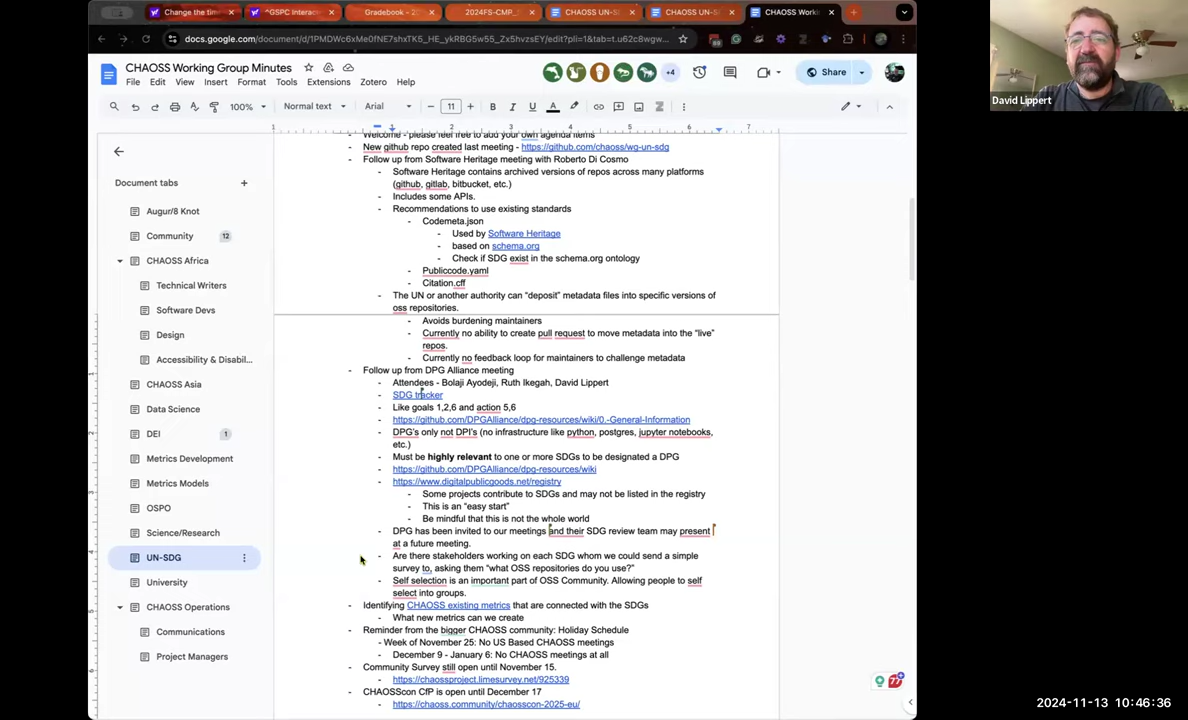 Change the tim
^GSPC Interac
Gradebook - 20
2024FS-CMP_S
CHAOSS UN-S
CHAOSS UN-S
CHAOSS Work
docs.google.com/document/d/1PMDWc6xMe0fNE7shxTK5_HE_ykRBG5w55_Zx5hvzsEY/edit?pli=1&tab=t.u62c8wgw...
CHAOSS Working Group Minutes
+4
Share
File Edit View Insert Format Tools Extensions Zotero Help
100% Normal text Arial 11 B I U A
1 1 2 3 4 5 6 7
David Lippert
Document tabs
Augur/8 Knot
Community 12
CHAOSS Africa
Technical Writers
Software Devs
Design
Accessibility & Disabil...
CHAOSS Asia
Data Science
DEI 1
Metrics Development
Metrics Models
OSPO
Science/Research
UN-SDG
University
CHAOSS Operations
Communications
Project Managers
Welcome - please feel free to add your own agenda items
- New github repo created last meeting - https://github.com/chaoss/wg-un-sdg
- Follow up from Software Heritage meeting with Roberto Di Cosmo
- Software Heritage contains archived versions of repos across many platforms
(github, gitlab, bitbucket, etc.)
- Includes some APIs.
- Recommendations to use existing standards
- Codemeta.json
- Used by Software Heritage
- based on schema.org
- Check if SDG exist in the schema.org ontology
- Publiccode.yaml
- Citation.cff
- The UN or another authority can “deposit” metadata files into specific versions of
oss repositories.
- Avoids burdening maintainers
- Currently no ability to create pull request to move metadata into the “live”
repos.
- Currently no feedback loop for maintainers to challenge metadata
- Follow up from DPG Alliance meeting
- Attendees - Bolaji Ayodeji, Ruth Ikegah, David Lippert
- SDG tracker
- Like goals 1,2,6 and action 5,6
- https://github.com/DPGAlliance/dpg-resources/wiki/0.-General-Information
- DPG's only not DPI's (no infrastructure like python, postgres, jupyter notebooks,
etc.)
- Must be highly relevant to one or more SDGs to be designated a DPG
- https://github.com/DPGAlliance/dpg-resources/wiki
- https://www.digitalpublicgoods.net/registry
- Some projects contribute to SDGs and may not be listed in the registry
- This is an “easy start”
- Be mindful that this is not the whole world
- DPG has been invited to our meetings and their SDG review team may present
at a future meeting.
- Are there stakeholders working on each SDG whom we could send a simple
survey to, asking them “what OSS repositories do you use?”
- Self selection is an important part of OSS Community. Allowing people to self
select into groups.
- Identifying CHAOSS existing metrics that are connected with the SDGs
- What new metrics can we create
- Reminder from the bigger CHAOSS community: Holiday Schedule
- Week of November 25: No US Based CHAOSS meetings
- December 9 - January 6: No CHAOSS meetings at all
- Community Survey still open until November 15.
- https://chaossproject.limesurvey.net/925339
- CHAOSScon CfP is open until December 17
- https://chaoss.community/chaosscon-2025-eu/
2024-11-13 10:46:36